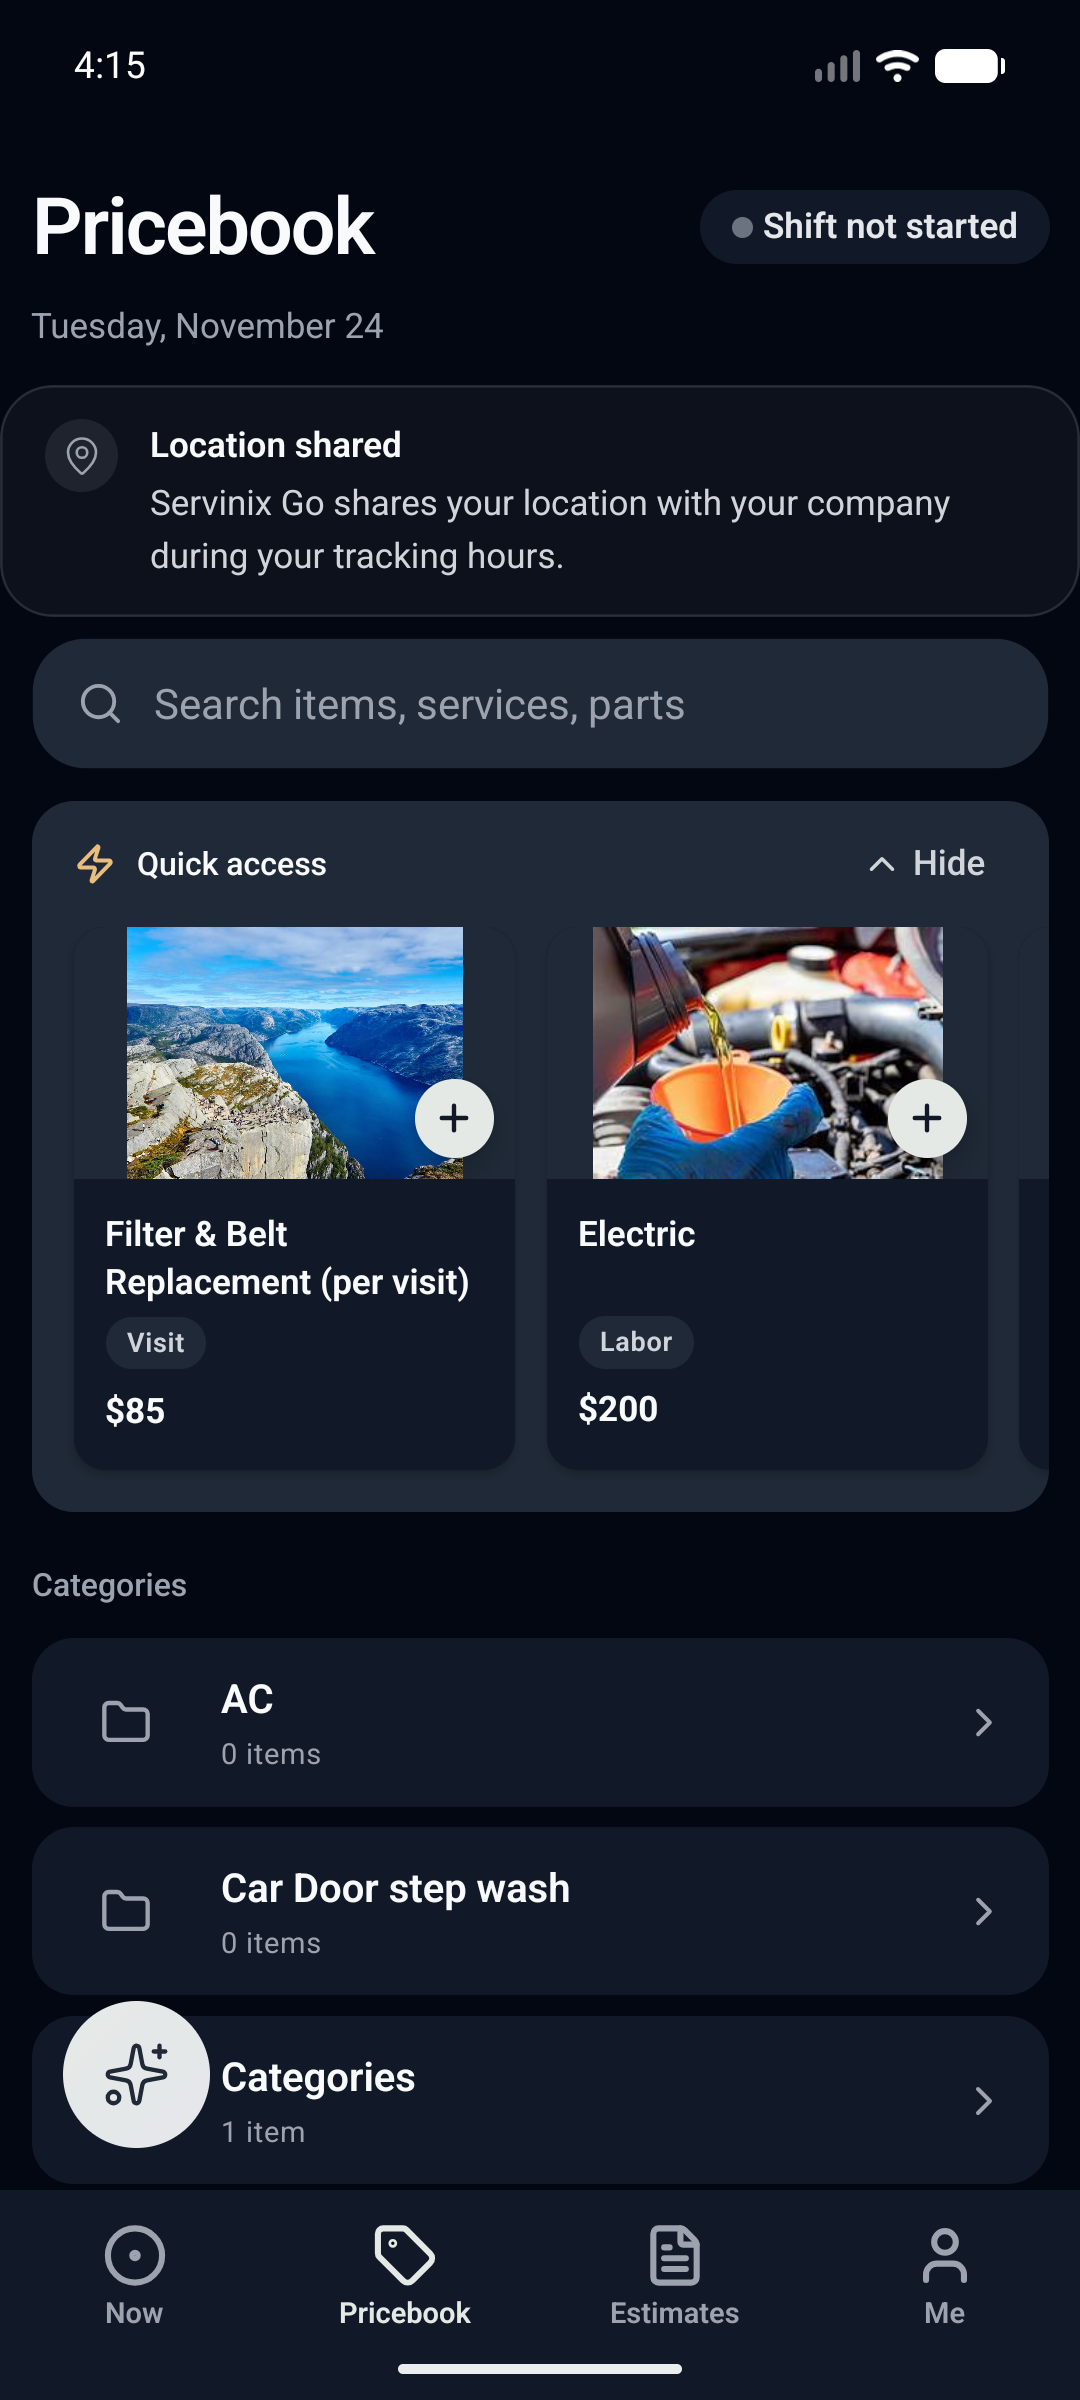 4:15
Pricebook
Shift not started
Tuesday, November 24
Location shared
Servinix Go shares your location with your company
during your tracking hours.
Search items, services, parts
Quick access
Hide
Filter & Belt
Replacement (per visit)
Visit
$85
Electric
Labor
$200
Categories
AC
0 items
Car Door step wash
0 items
Categories
1 item
Now
Pricebook
Estimates
Me